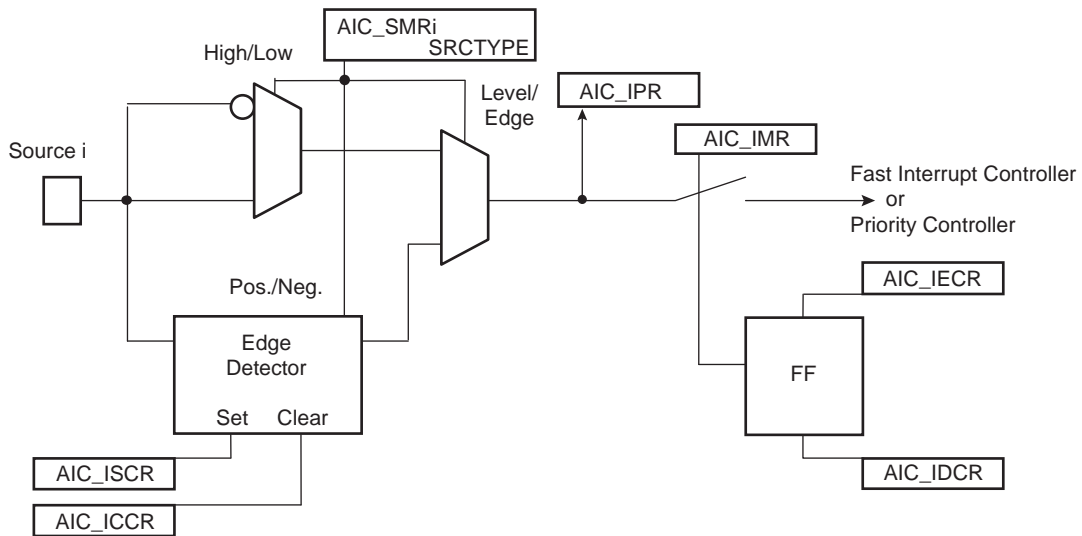 AIC_SMRi
SRCTYPE
High/Low
Level/
Edge
AIC_IPR
AIC_IMR
Source i
Fast Interrupt Controller
or
Priority Controller
Pos./Neg.
AIC_IECR
Edge
Detector
FF
Set Clear
AIC_ISCR
AIC_IDCR
AIC_ICCR